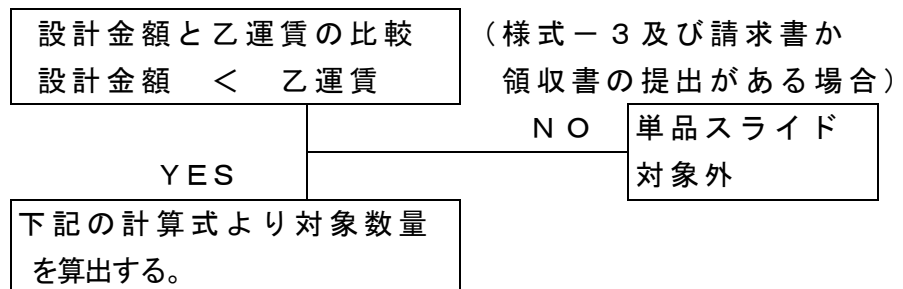 設計金額と乙運賃の比較
設計金額　＜　乙運賃
（様式－３及び請求書か
領収書の提出がある場合）
ＮＯ
単品スライド
対象外
YES
下記の計算式より対象数量
を算出する。